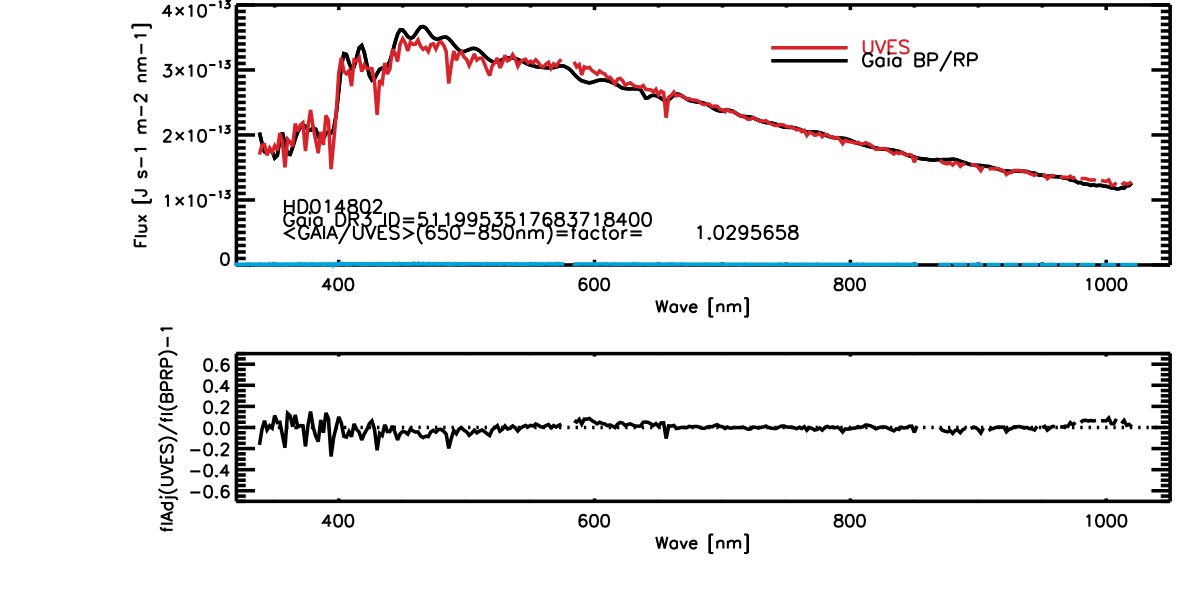 4×10−13
3×10−13
2×10−13
1×10−13
0
Flux [J s−1 m−2 nm−1]
UVES
Gaia BP/RP
HD014802
Gaia DR3 ID=5119953517683718400
<GAIA/UVES>(650−850nm)=factor= 1.0295658
400 600 800 1000
Wave [nm]
flAdj(UVES)/fl(BPRP)−1
0.6
0.4
0.2
0.0
−0.2
−0.4
−0.6
400 600 800 1000
Wave [nm]